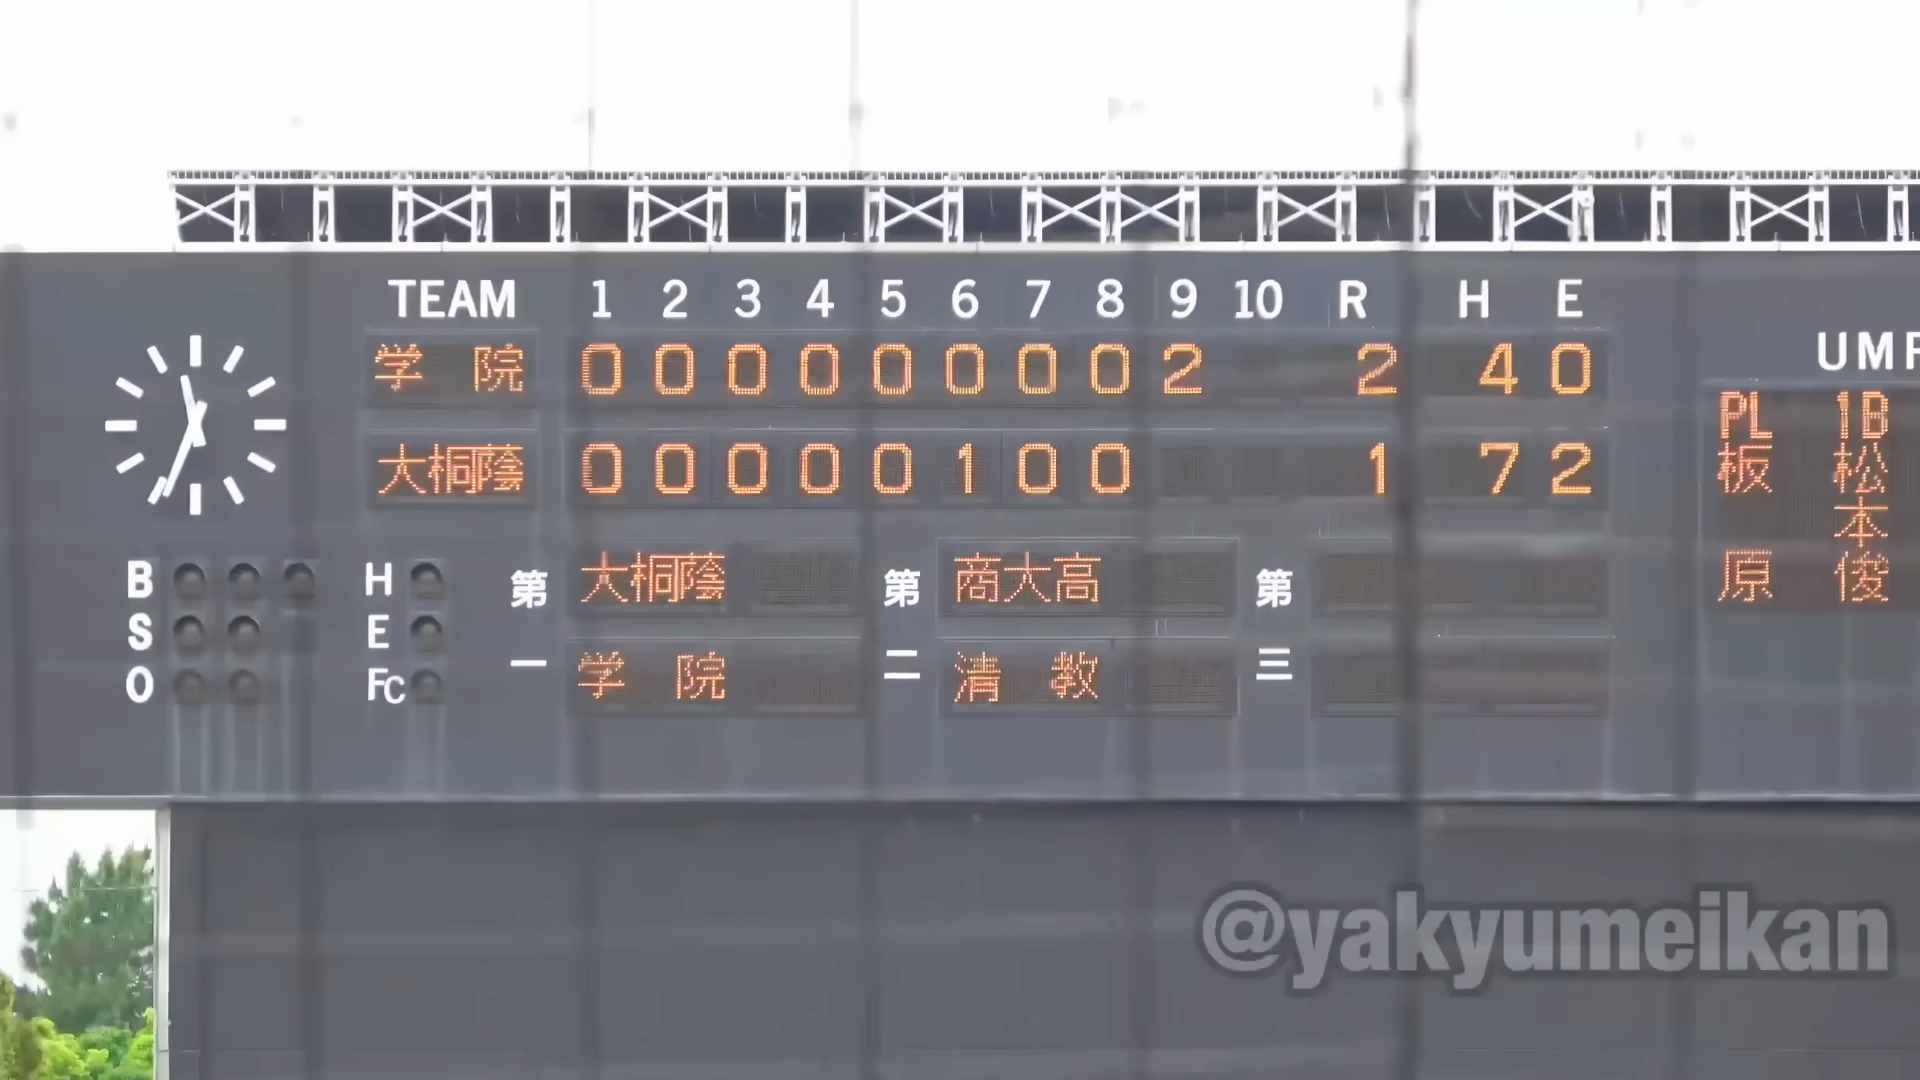 TEAM 1 2 3 4 5 6 7 8 9 10 R H E
学 院 0 0 0 0 0 0 0 0 2 2 4 0
大桐蔭 0 0 0 0 0 1 0 0 1 7 2
UMP
PL 1B
板原 松本俊
B H 第一 大桐蔭 第二 商大高 第三
S E
O FC 学 院 清 教
@yakyumeikan